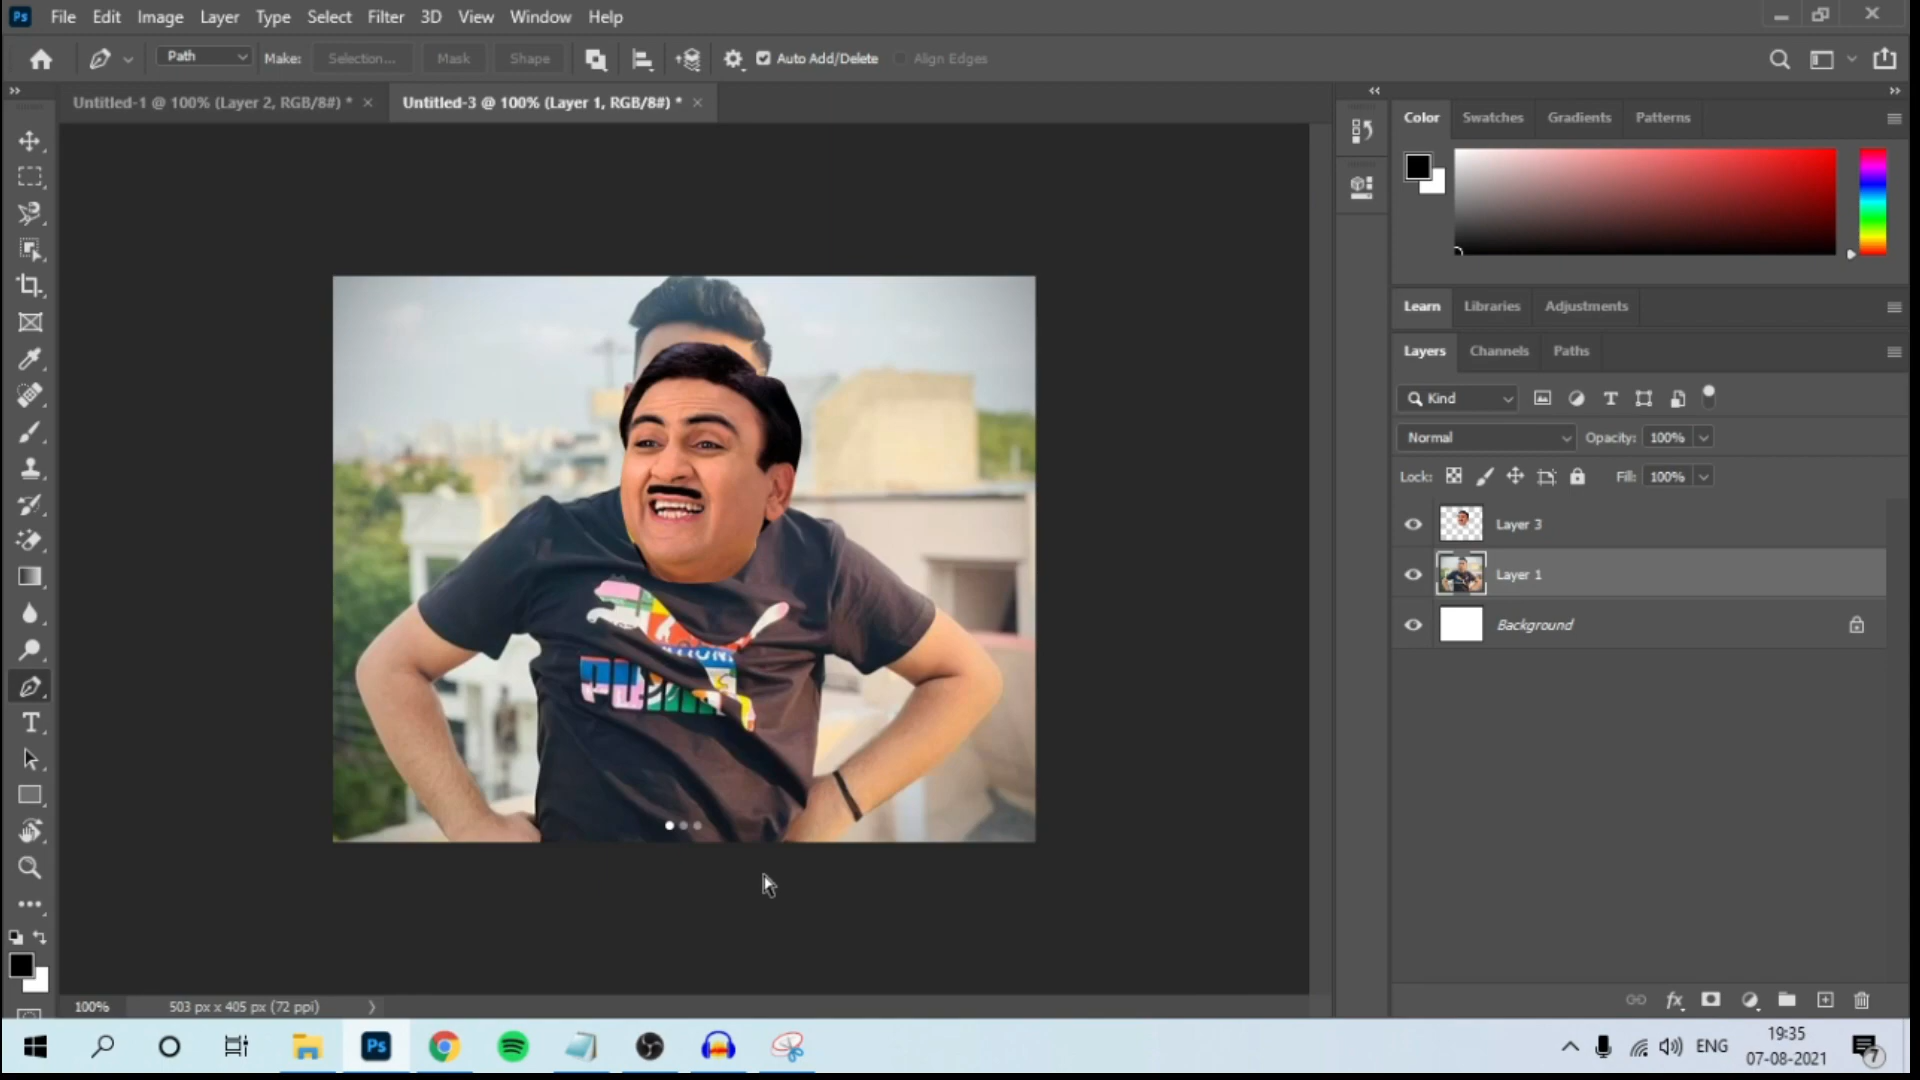 Ps File Edit Image Layer Type Select Filter 3D View Window Help
Path Make: Selection... Mask Shape Auto Add/Delete Align Edges
Untitled-1 @ 100% (Layer 2, RGB/8#) * × Untitled-3 @ 100% (Layer 1, RGB/8#) * ×
Color Swatches Gradients Patterns
Learn Libraries Adjustments
Layers Channels Paths
Kind
Normal Opacity: 100%
Lock: Fill: 100%
Layer 3
Layer 1
Background
100% 503 px x 405 px (72 ppi)
Ps ENG 19:35
07-08-2021 7